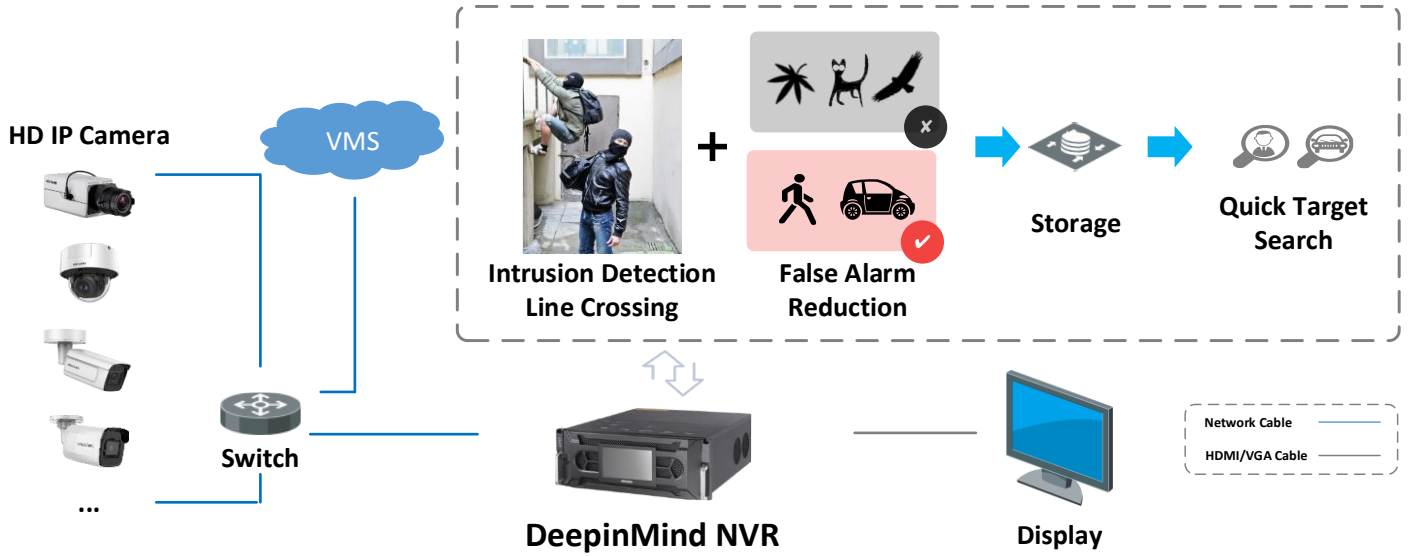 HD IP Camera
VMS
Intrusion Detection
Line Crossing
+
False Alarm
Reduction
Storage
Quick Target
Search
Switch
...
DeepinMind NVR
Display
Network Cable
HDMI/VGA Cable